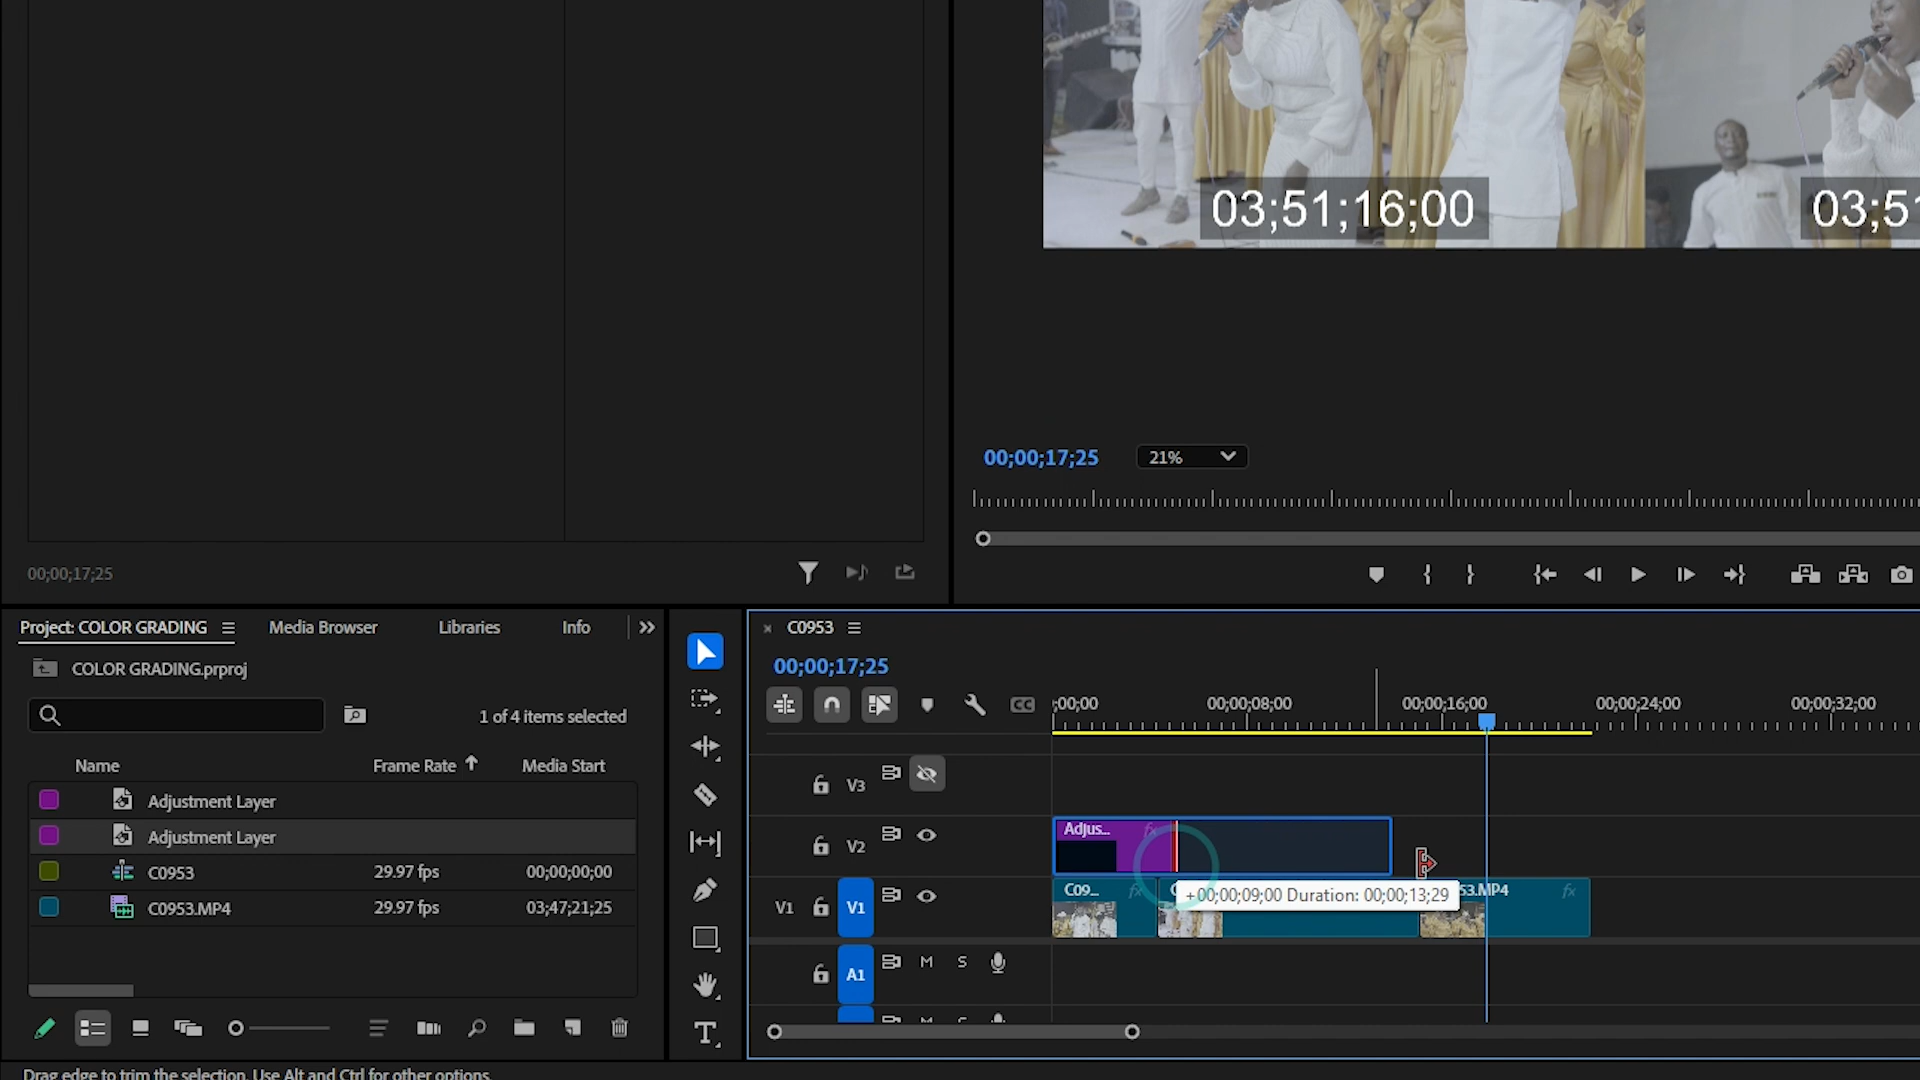 03;51;16;00
03;51
00;00;17;25
21%
00;00;17;25
Project: COLOR GRADING
Media Browser
Libraries
Info
C0953
COLOR GRADING.prproj
00;00;17;25
1 of 4 items selected
;00;00
00;00;08;00
00;00;16;00
00;00;24;00
00;00;32;00
CC
Name
Frame Rate
Media Start
Adjustment Layer
Adjustment Layer
C0953
29.97 fps
00;00;00;00
C0953.MP4
29.97 fps
03;47;21;25
V3
V2
Adjus...
fx
V1
V1
C09...
fx
+00;00;09;00 Duration: 00;00;13;29
53.MP4
fx
A1
M
S
T
Drag edge to trim the selection. Use Alt and Ctrl for other options.